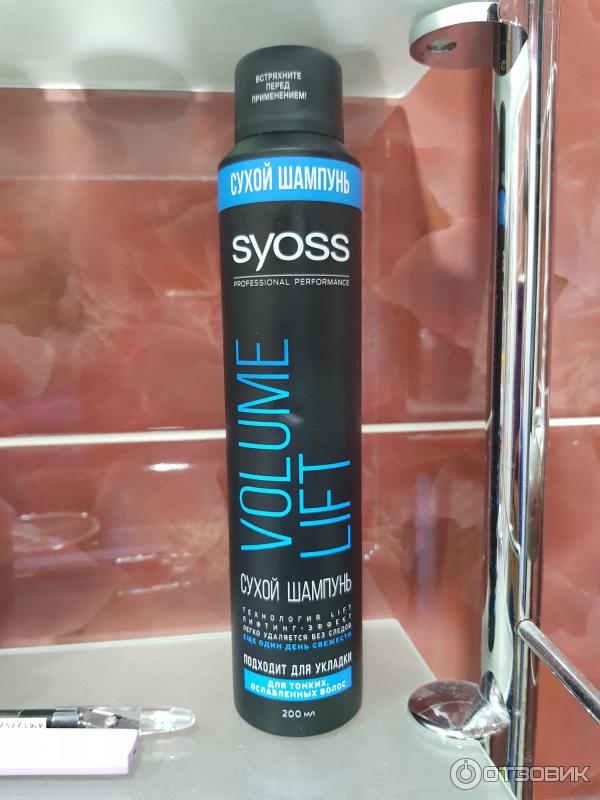 ВСТРЯХНИТЕ
ПЕРЕД
ПРИМЕНЕНИЕМ!
СУХОЙ ШАМПУНЬ
syoss
PROFESSIONAL PERFORMANCE
VOLUME
LIFT
СУХОЙ ШАМПУНЬ
ТЕХНОЛОГИЯ LIFT
ЛИФТИНГ-ЭФФЕКТ
ЛЕГКО УДАЛЯЕТСЯ БЕЗ СЛЕДОВ
ЕЩЕ ОДИН ДЕНЬ СВЕЖЕСТИ
ПОДХОДИТ ДЛЯ УКЛАДКИ
ДЛЯ ТОНКИХ,
ОСЛАБЛЕННЫХ ВОЛОС
200 мл
ОТЗОВИК